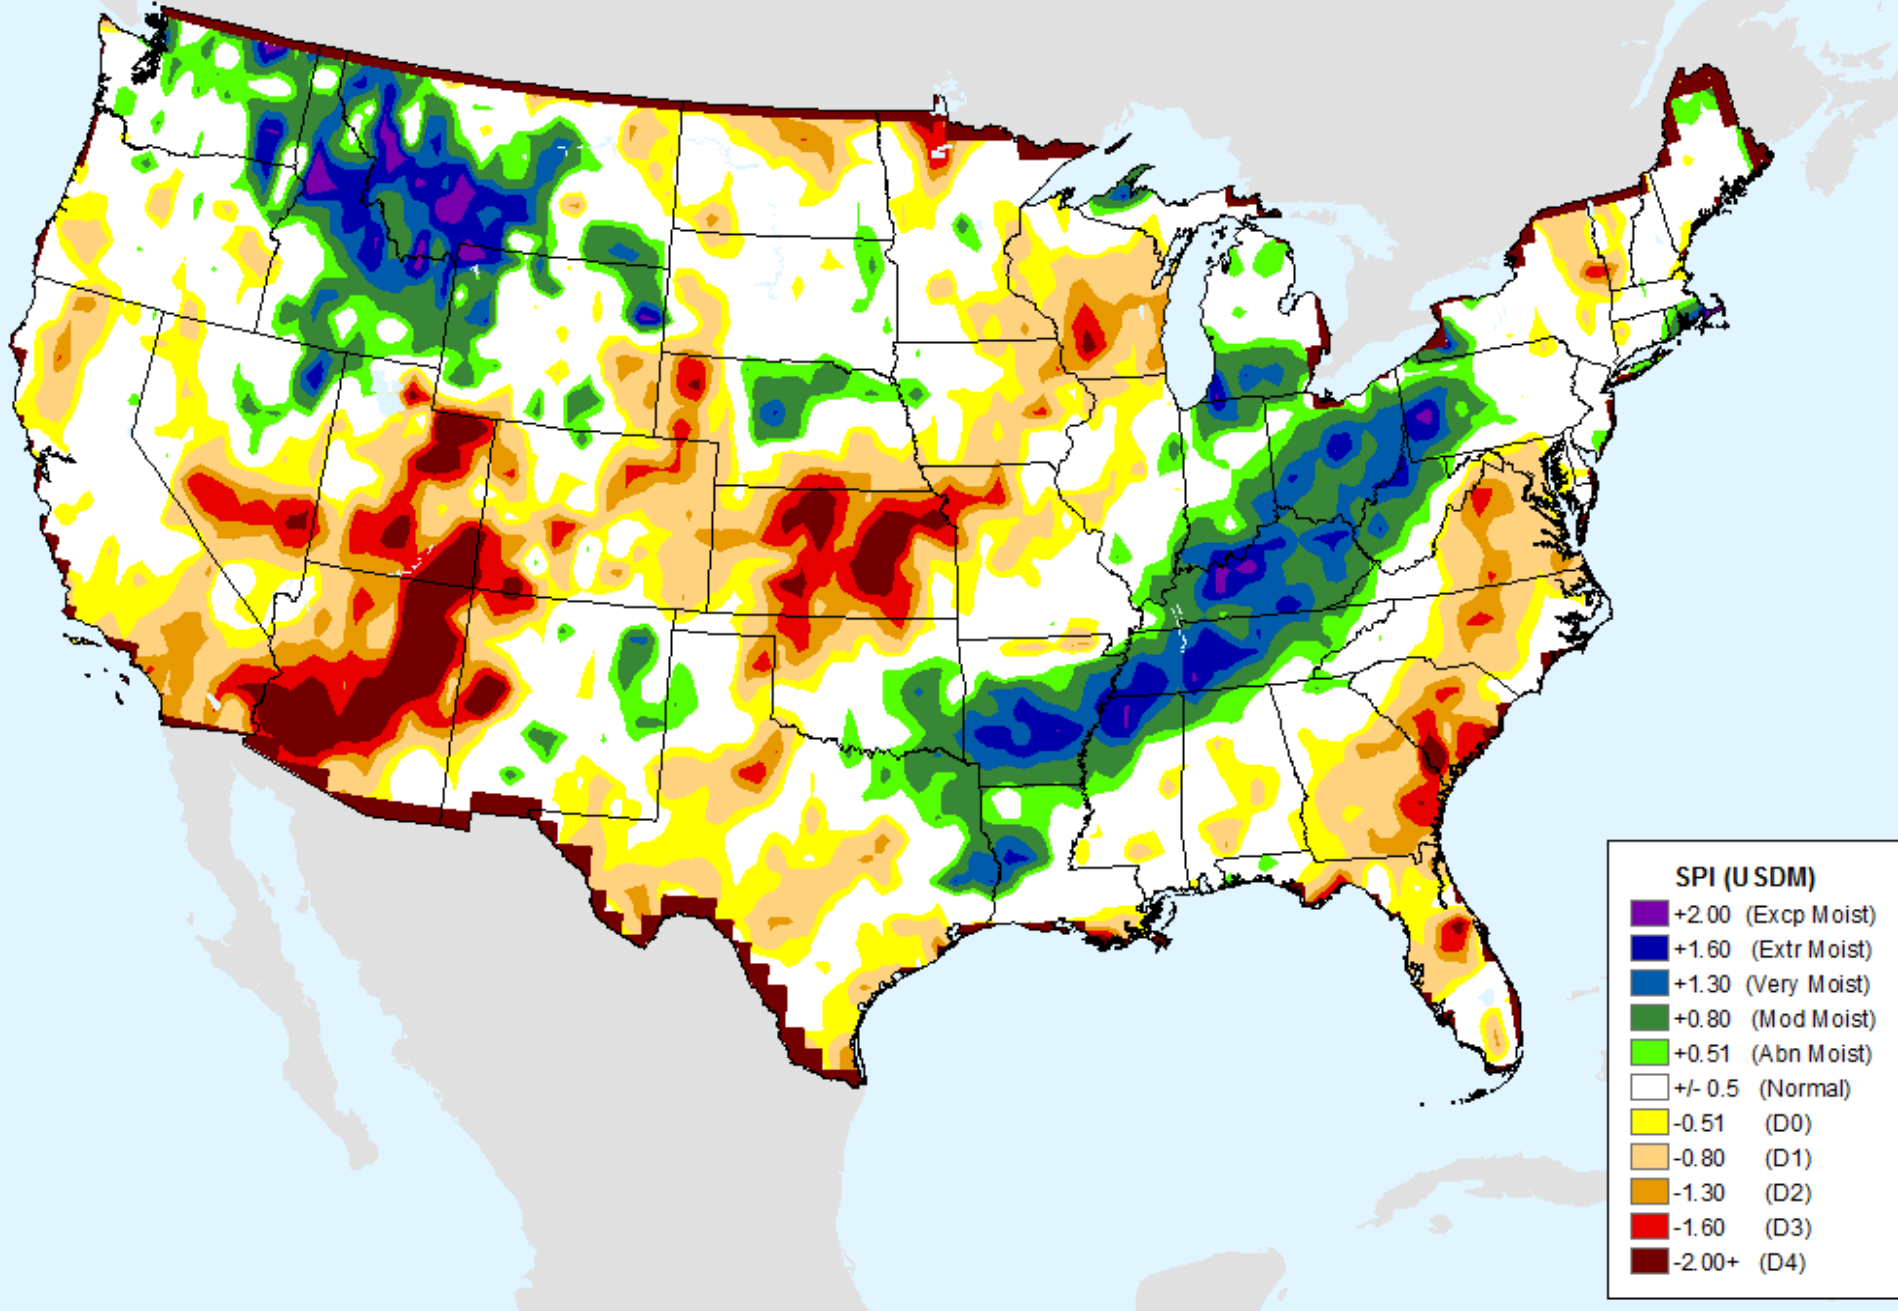 SPI (USDM)
+2.00 (Excp Moist)
+1.60 (Extr Moist)
+1.30 (Very Moist)
+0.80 (Mod Moist)
+0.51 (Abn Moist)
+/- 0.5 (Normal)
-0.51 (D0)
-0.80 (D1)
-1.30 (D2)
-1.60 (D3)
-2.00+ (D4)